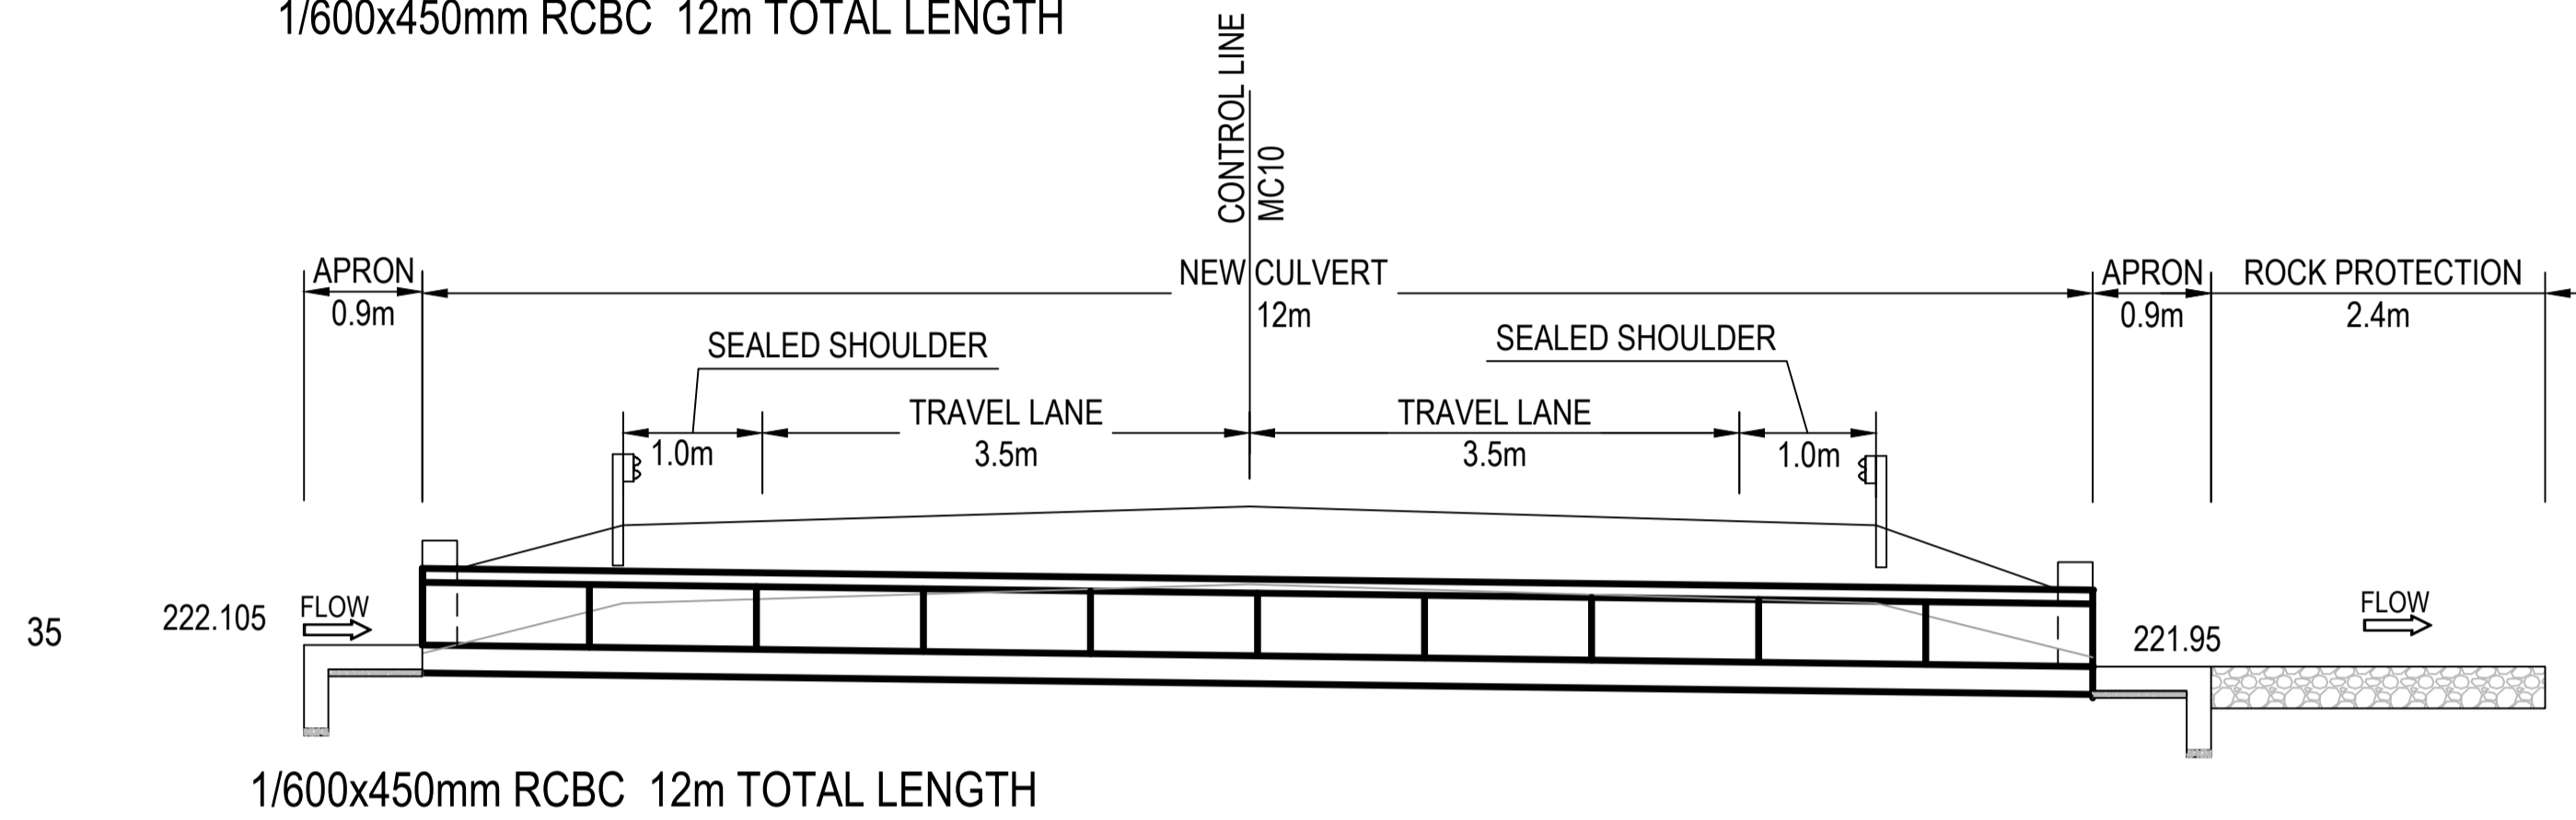 1/600x450mm RCBC 12m TOTAL LENGTH
CONTROL LINE
MC10
APRON
0.9m
NEW CULVERT
12m
APRON
0.9m
ROCK PROTECTION
2.4m
SEALED SHOULDER
SEALED SHOULDER
1.0m
TRAVEL LANE
3.5m
TRAVEL LANE
3.5m
1.0m
35
222.105
FLOW
221.95
FLOW
1/600x450mm RCBC 12m TOTAL LENGTH